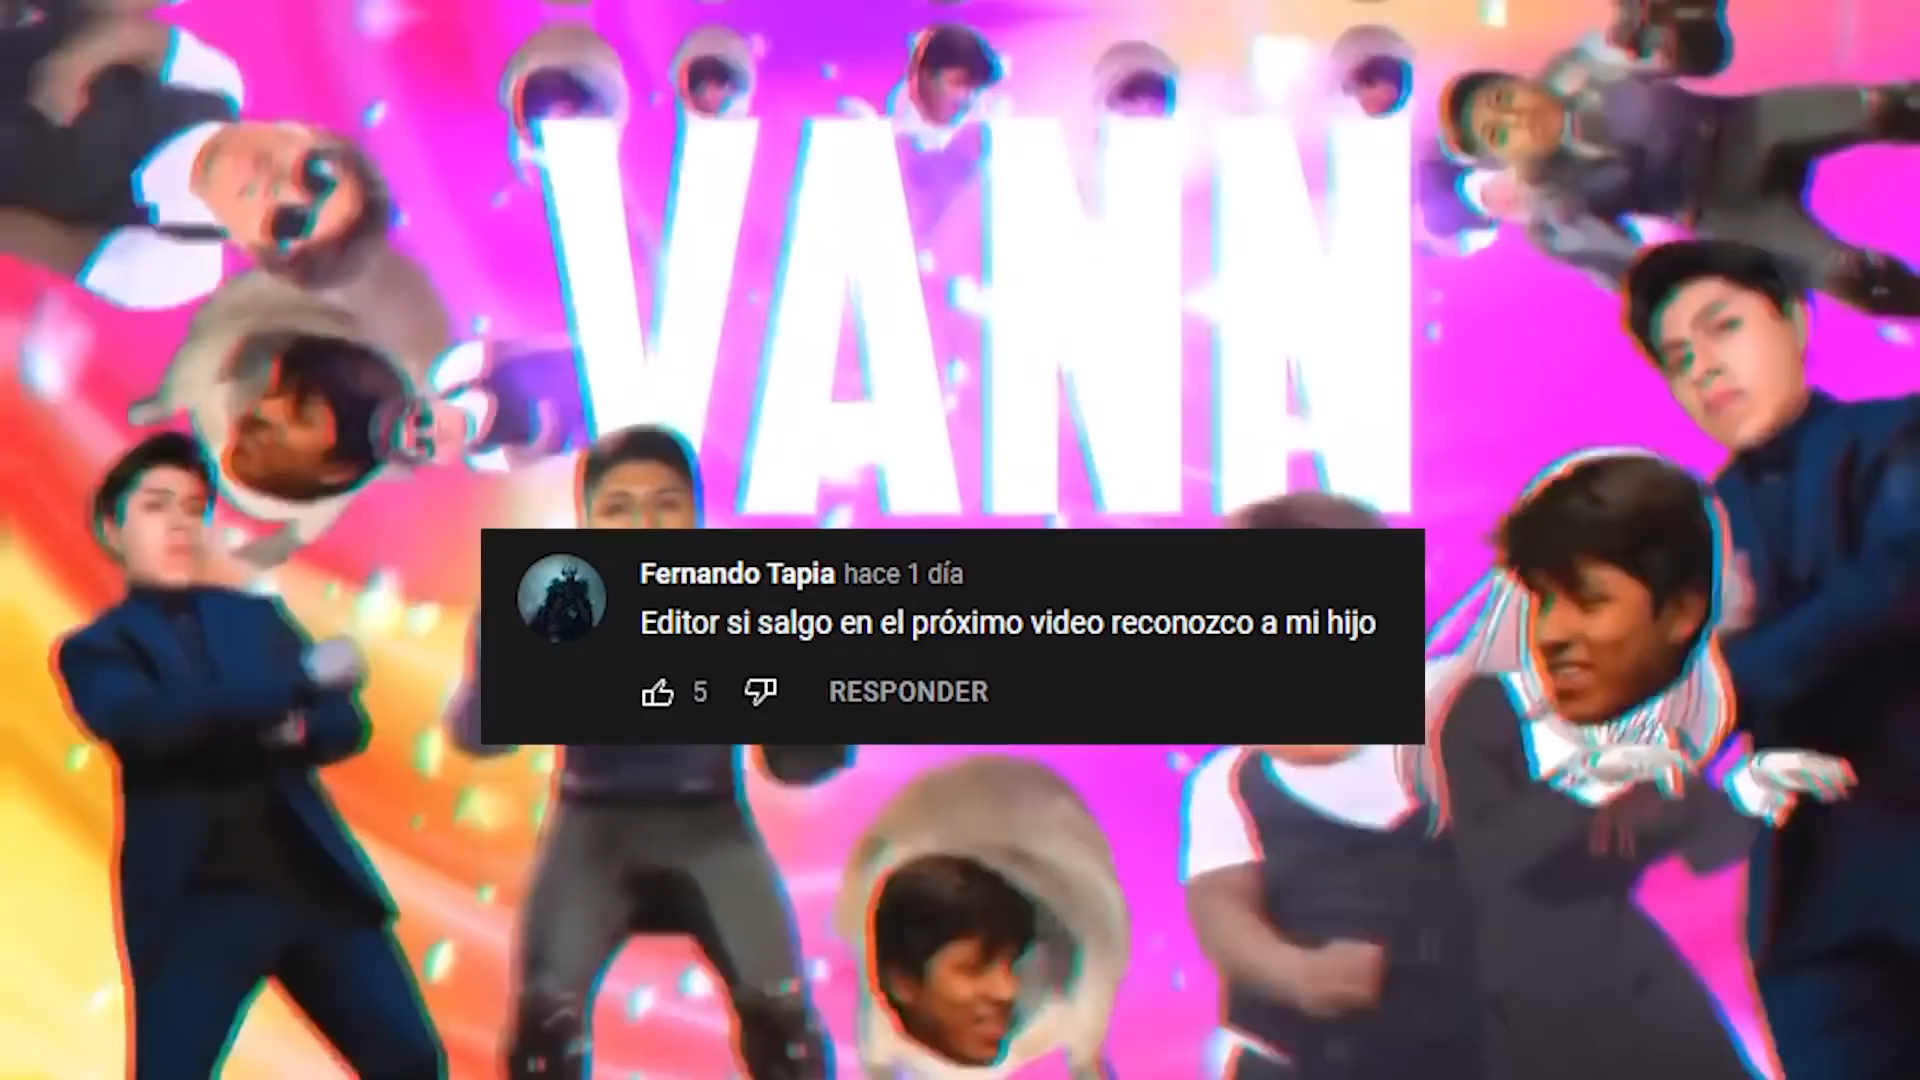 VANN
Fernando Tapia hace 1 día
Editor si salgo en el próximo video reconozco a mi hijo
5 RESPONDER